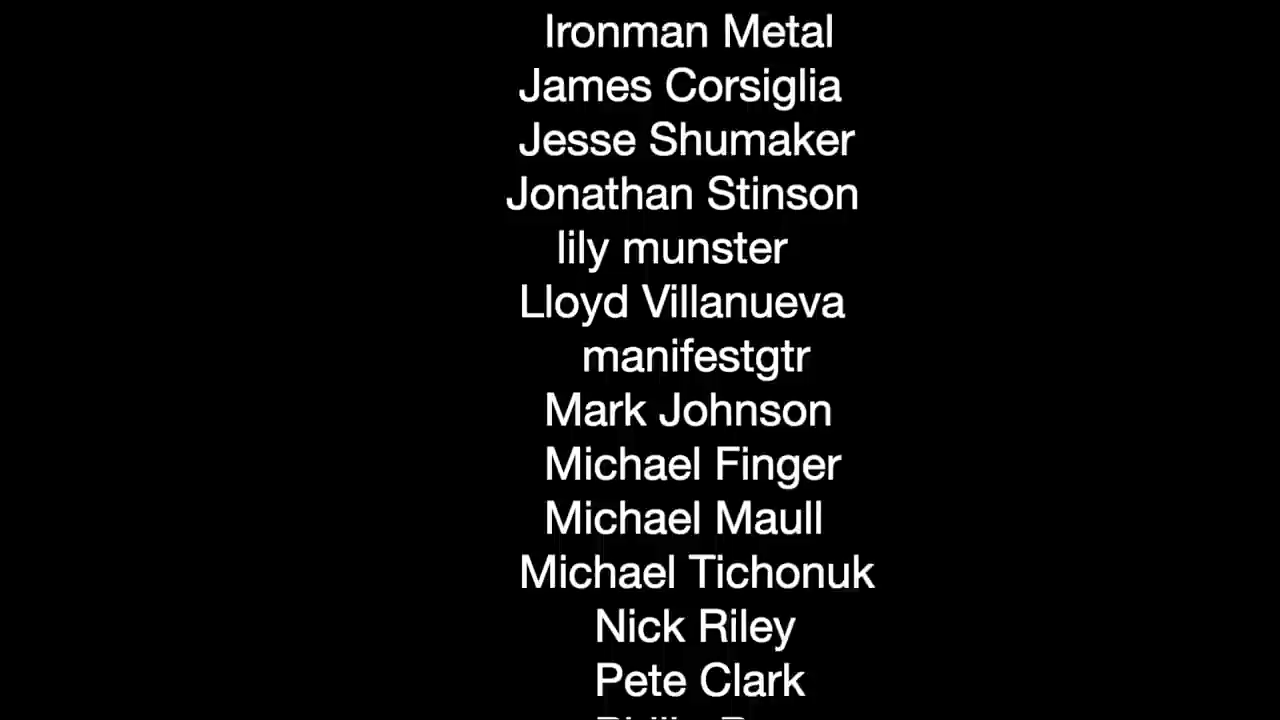 Ironman Metal
James Corsiglia
Jesse Shumaker
Jonathan Stinson
lily munster
Lloyd Villanueva
manifestgtr
Mark Johnson
Michael Finger
Michael Maull
Michael Tichonuk
Nick Riley
Pete Clark